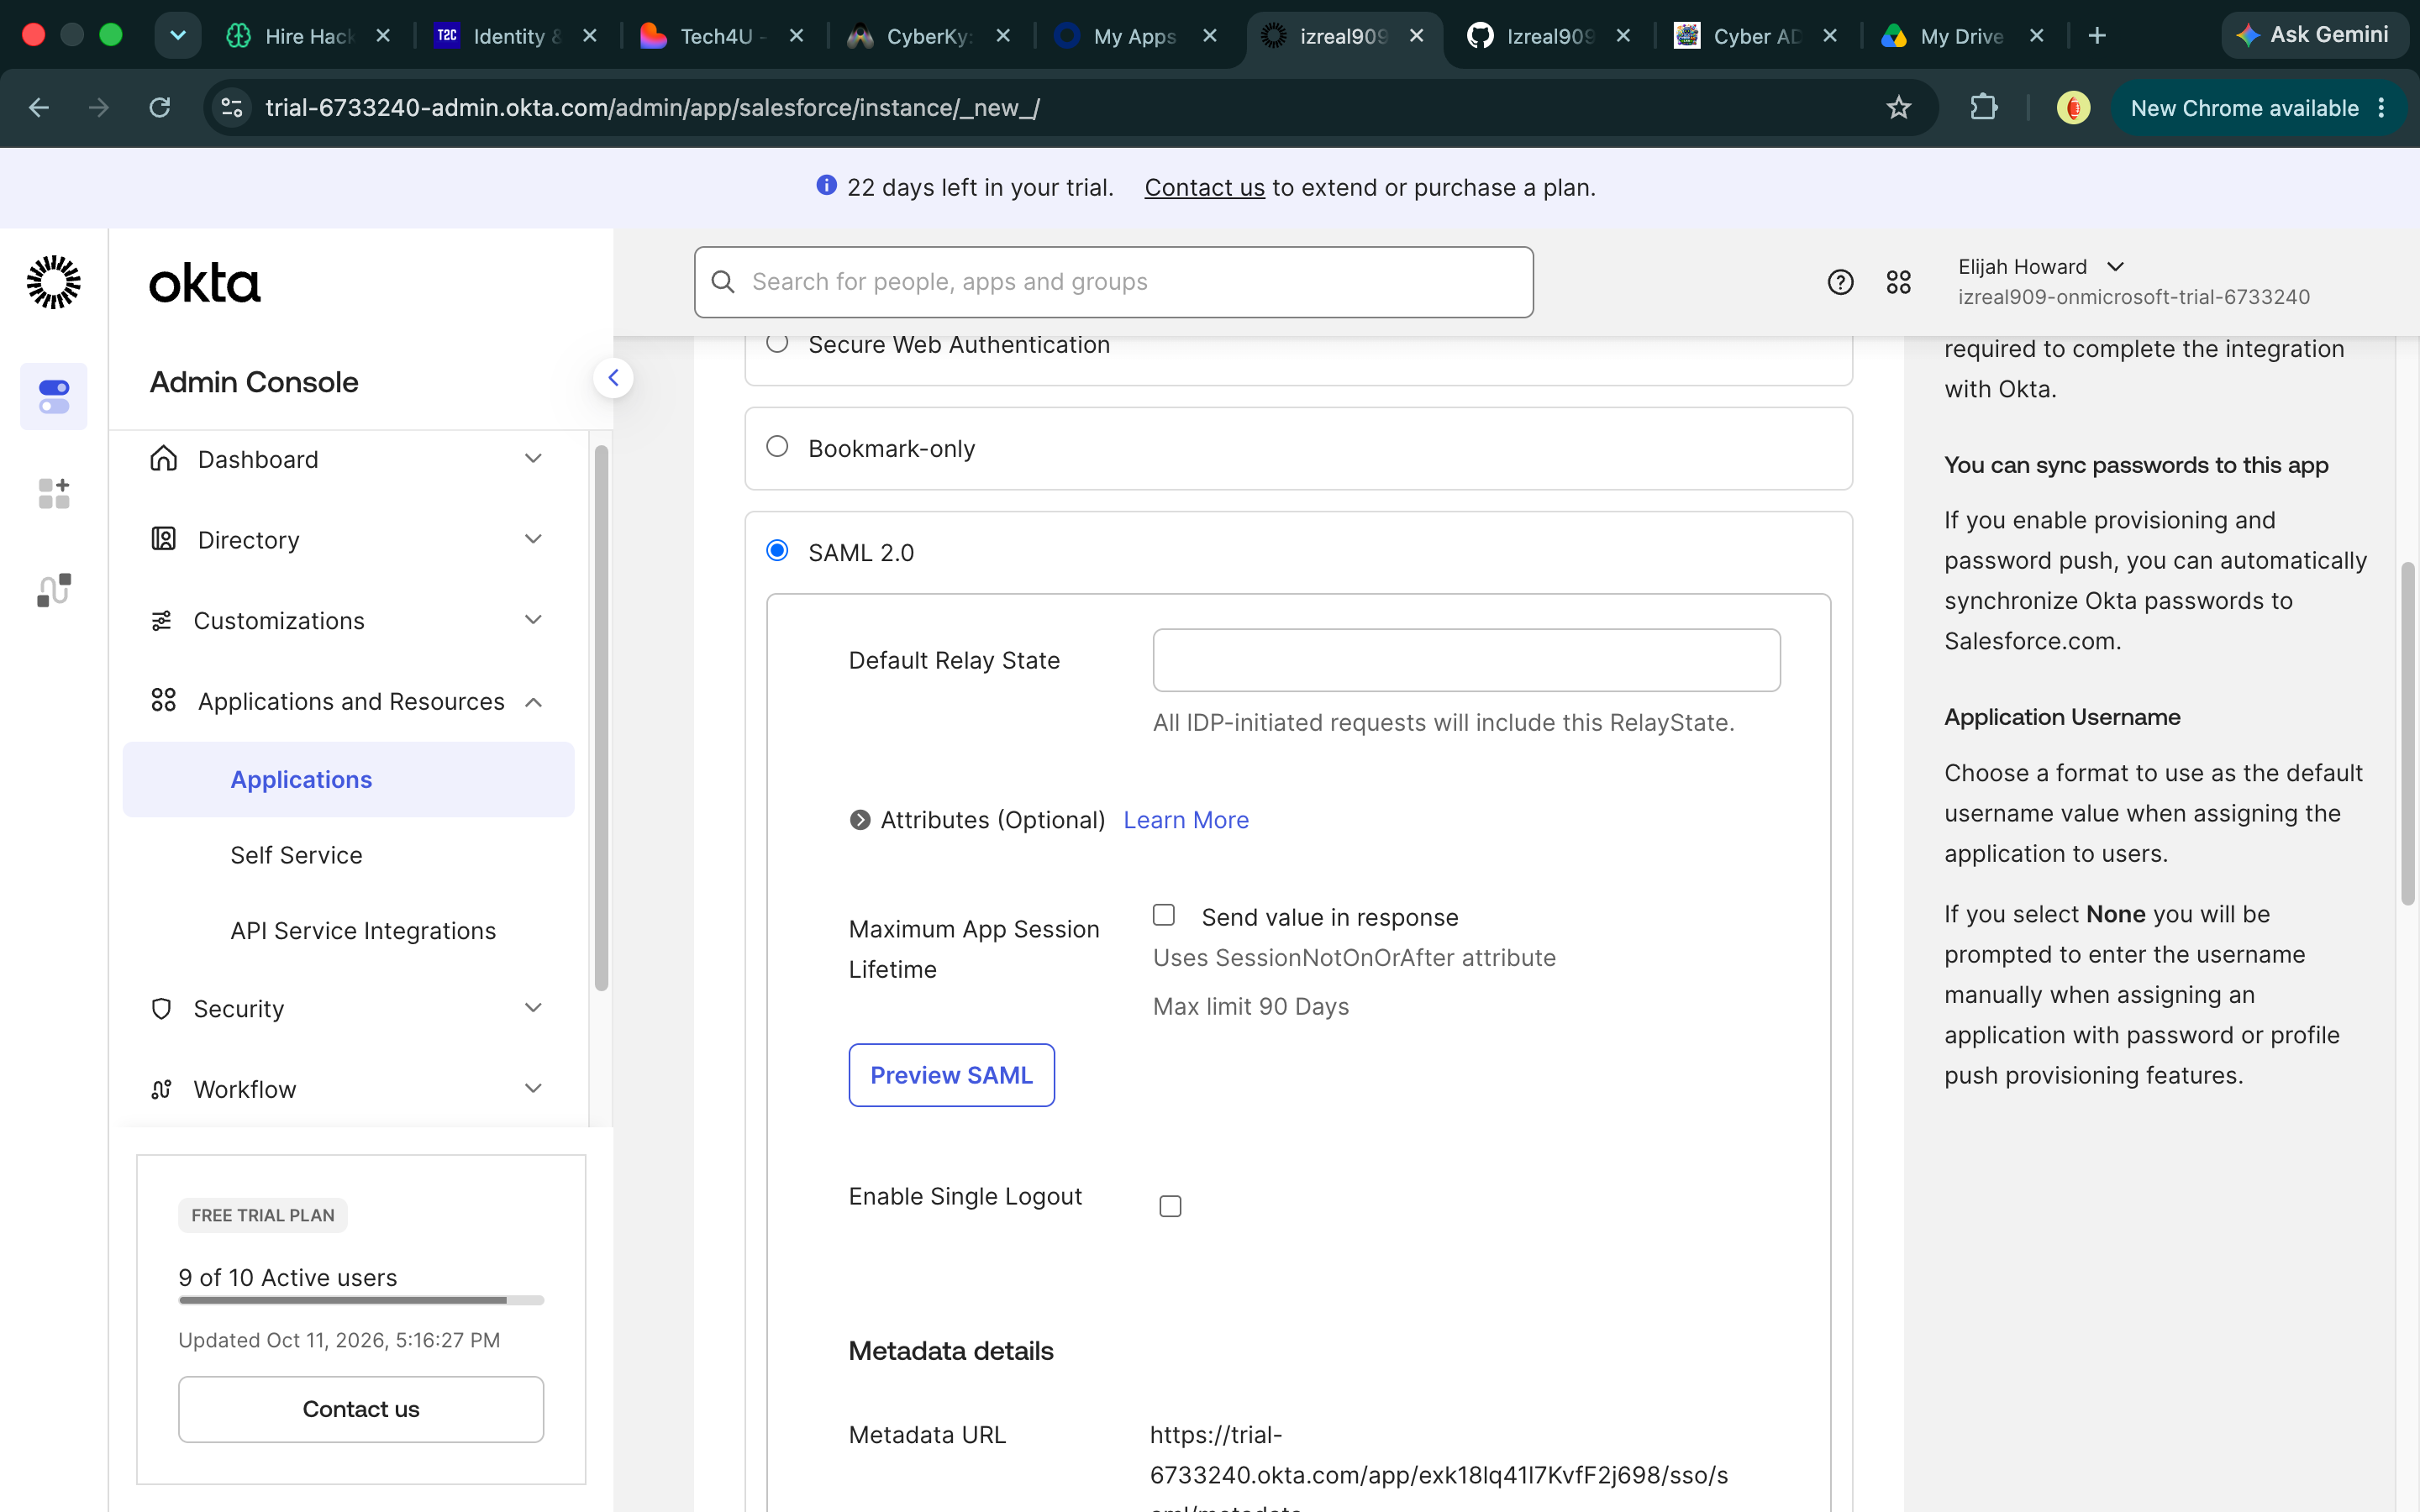 Hire Hack
T2C Identity &
Tech4U -
CyberKy:
My Apps
izreal909
Izreal909
Cyber AD
My Drive
Ask Gemini
trial-6733240-admin.okta.com/admin/app/salesforce/instance/_new_/
New Chrome available
22 days left in your trial. Contact us to extend or purchase a plan.
okta
Search for people, apps and groups
Elijah Howard
izreal909-onmicrosoft-trial-6733240
Admin Console
Dashboard
Directory
Customizations
Applications and Resources
Applications
Self Service
API Service Integrations
Security
Workflow
FREE TRIAL PLAN
9 of 10 Active users
Updated Oct 11, 2026, 5:16:27 PM
Contact us
Secure Web Authentication
Bookmark-only
SAML 2.0
Default Relay State
All IDP-initiated requests will include this RelayState.
Attributes (Optional) Learn More
Maximum App Session
Lifetime
Send value in response
Uses SessionNotOnOrAfter attribute
Max limit 90 Days
Preview SAML
Enable Single Logout
Metadata details
Metadata URL
https://trial-
6733240.okta.com/app/exk18lq41l7KvfF2j698/sso/s
required to complete the integration
with Okta.
You can sync passwords to this app
If you enable provisioning and
password push, you can automatically
synchronize Okta passwords to
Salesforce.com.
Application Username
Choose a format to use as the default
username value when assigning the
application to users.
If you select None you will be
prompted to enter the username
manually when assigning an
application with password or profile
push provisioning features.